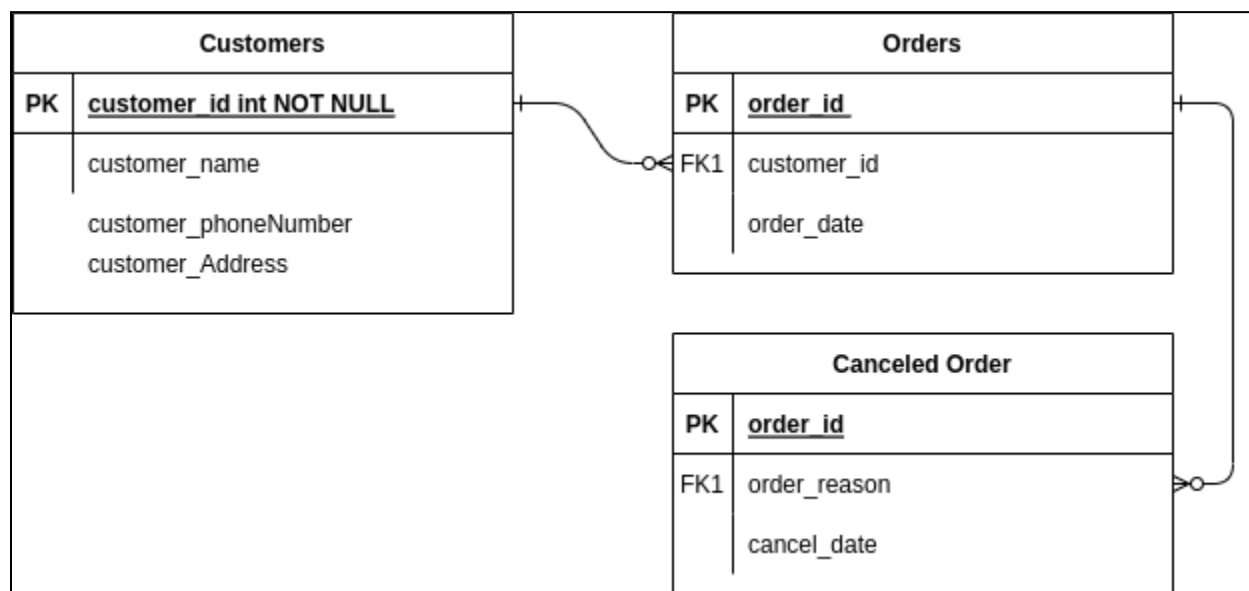 Customers
PK customer_id int NOT NULL
customer_name
customer_phoneNumber
customer_Address
Orders
PK order_id
FK1 customer_id
order_date
Canceled Order
PK order_id
FK1 order_reason
cancel_date